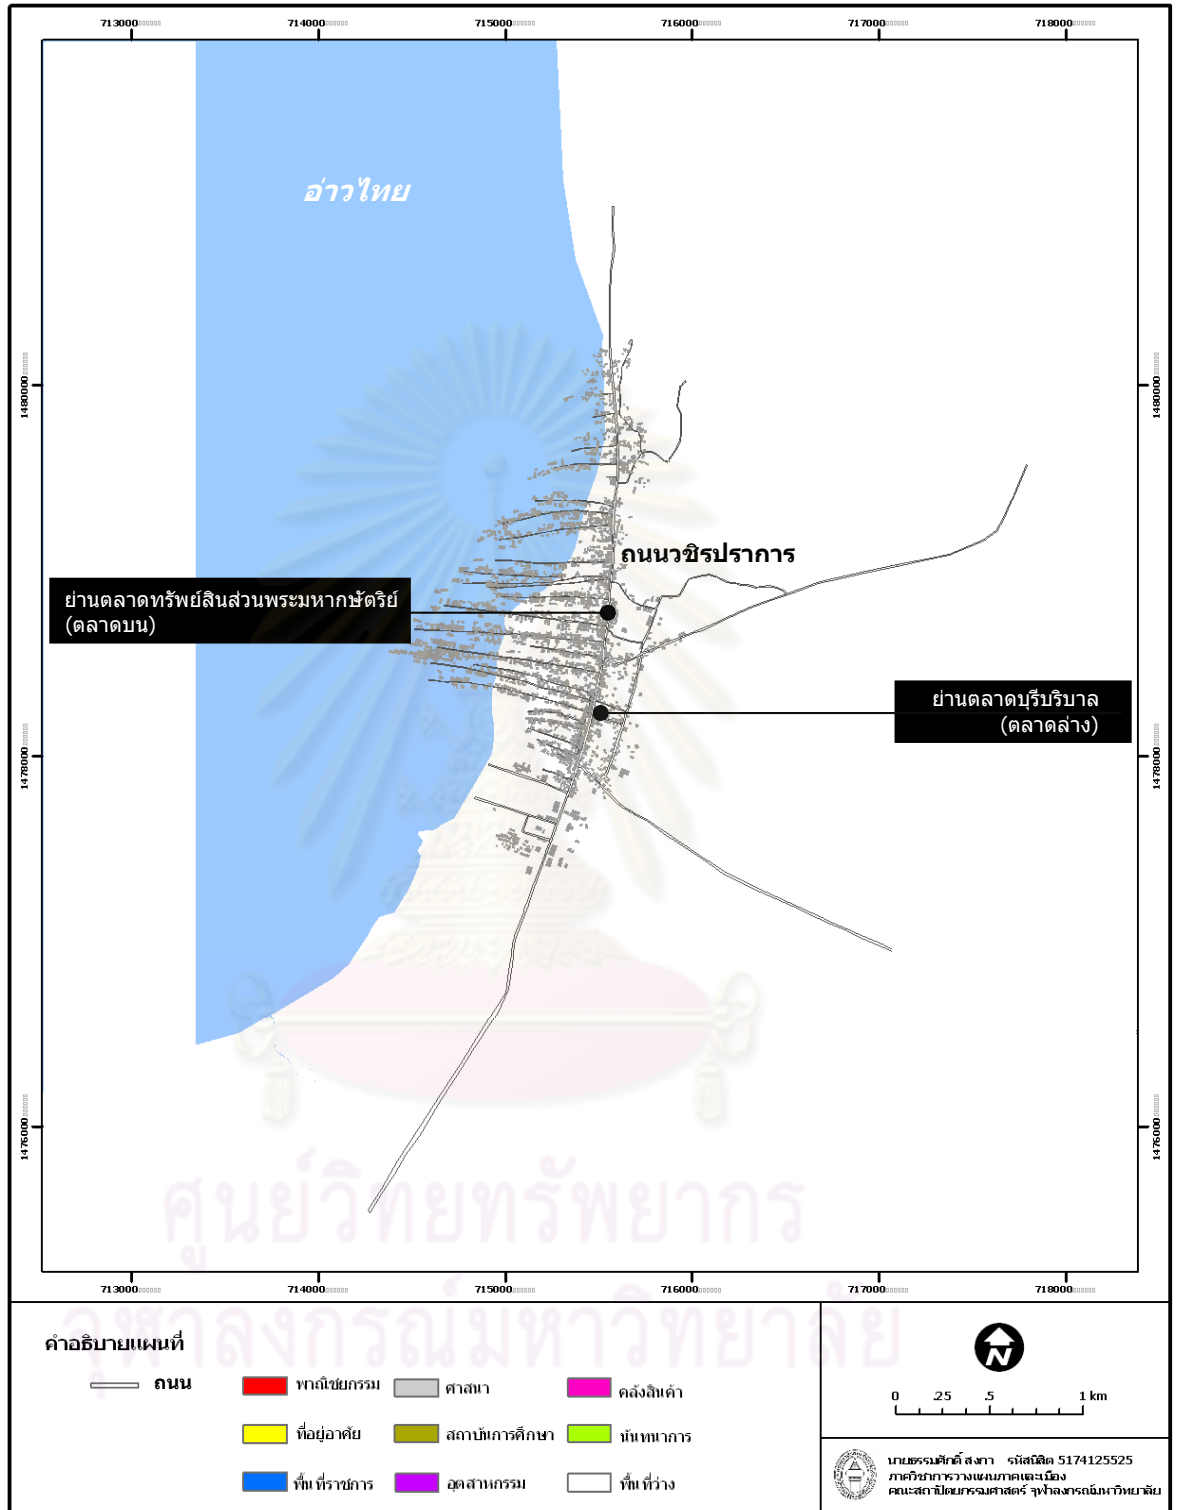 713000 714000 715000 716000 717000 718000
อ่าวไทย
1480000 1480000
ถนนวชิรปราการ
ย่านตลาดทรัพย์สินส่วนพระมหากษัตริย์
(ตลาดบน)
ย่านตลาดบุรีบริบาล
(ตลาดล่าง)
1478000 1478000
1476000 1476000
ศูนย์วิทยทรัพยากร
713000 714000 715000 716000 717000 718000
จุฬาลงกรณ์มหาวิทยาลัย
คำอธิบายแผนที่
ถนน
พาณิชยกรรม ศาสนา คลังสินค้า
ที่อยู่อาศัย สถาบันการศึกษา นันทนาการ
พื้นที่ราชการ อุตสาหกรรม พื้นที่ว่าง
N
0 .25 .5 1 km
นายธรรมศักดิ์ สงกา รหัสนิสิต 5174125525
ภาควิชาการวางแผนภาคและเมือง
คณะสถาปัตยกรรมศาสตร์ จุฬาลงกรณ์มหาวิทยาลัย